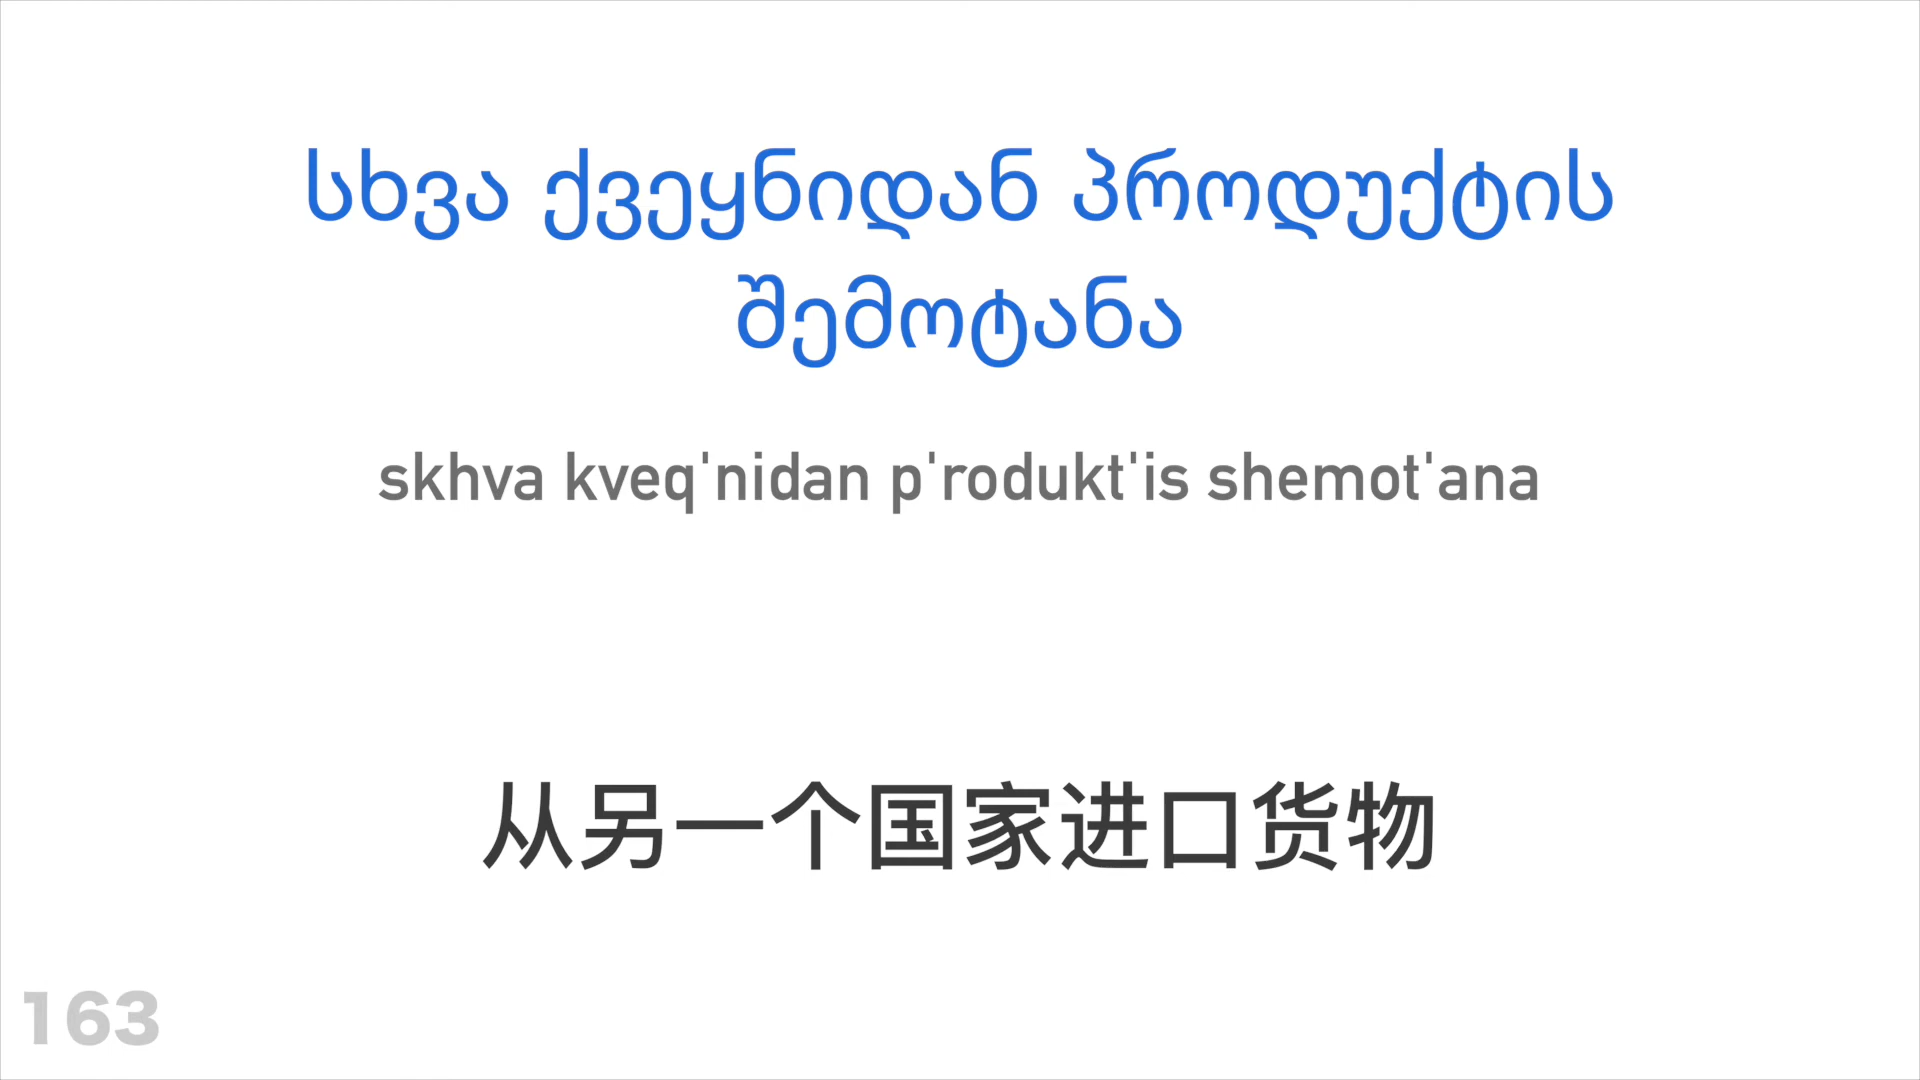 სხვა ქვეყნიდან პროდუქტის
შემოტანა
skhva kveq'nidan p'rodukt'is shemot'ana
从另一个国家进口货物
163